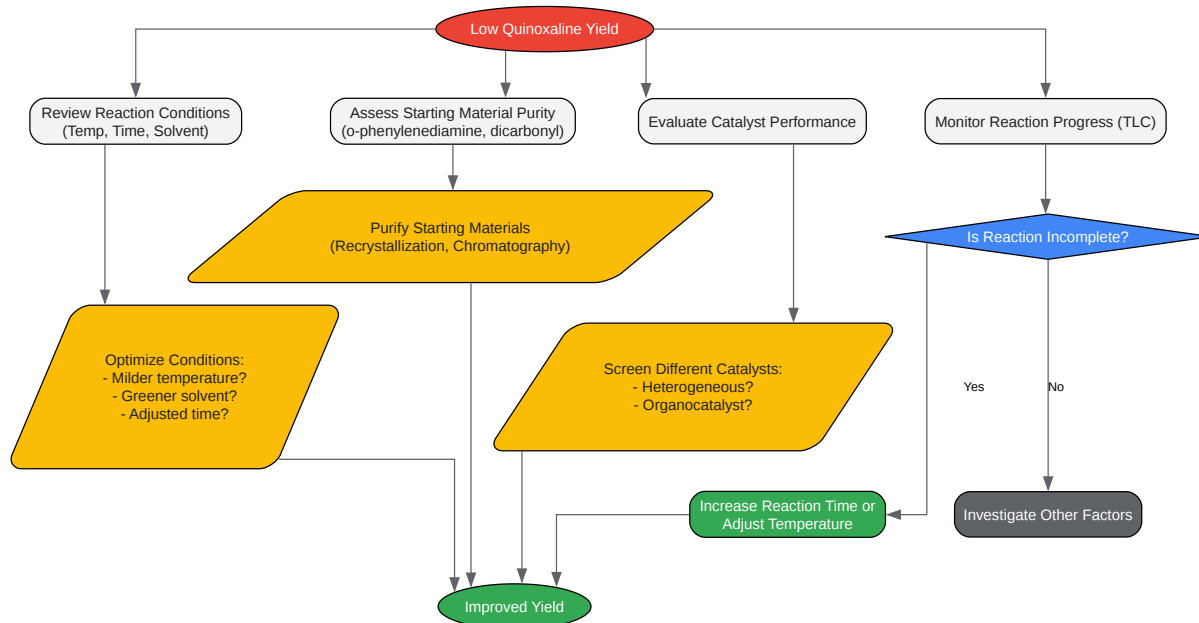 Low Quinoxaline Yield
Review Reaction Conditions
(Temp, Time, Solvent)
Assess Starting Material Purity
(o-phenylenediamine, dicarbonyl)
Evaluate Catalyst Performance
Monitor Reaction Progress (TLC)
Purify Starting Materials
(Recrystallization, Chromatography)
Is Reaction Incomplete?
Optimize Conditions:
- Milder temperature?
- Greener solvent?
- Adjusted time?
Screen Different Catalysts:
- Heterogeneous?
- Organocatalyst?
Yes
No
Increase Reaction Time or
Adjust Temperature
Investigate Other Factors
Improved Yield